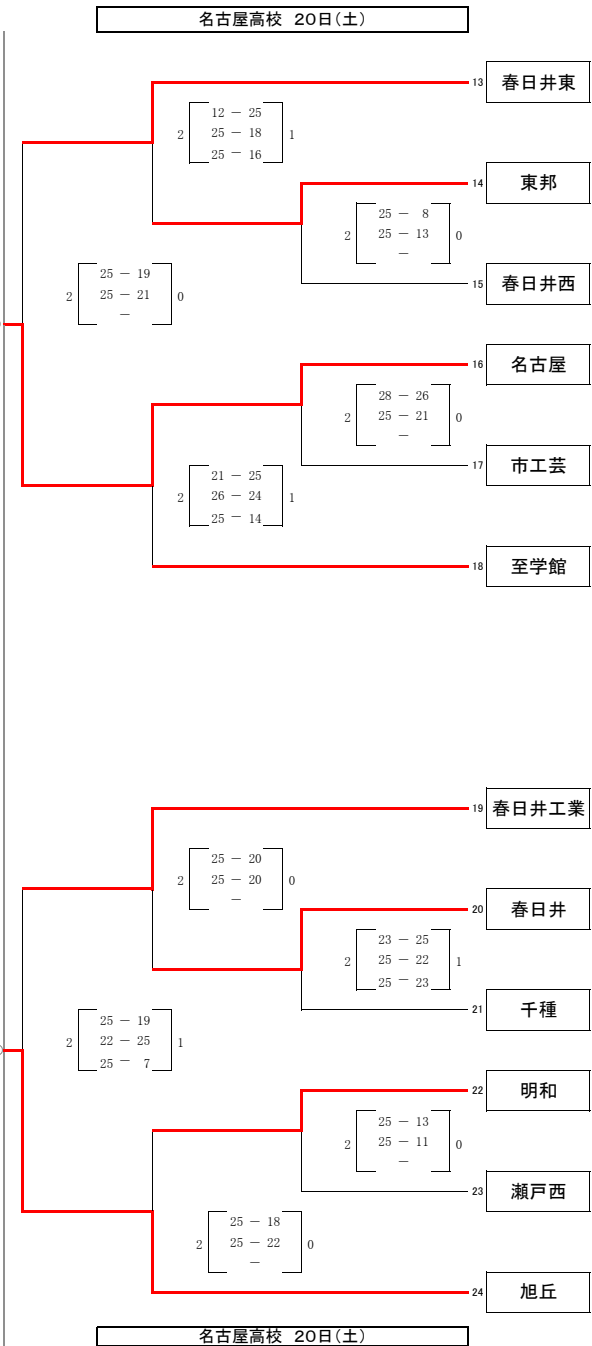 名古屋高校 20日(土)
13 春日井東
12 － 25
2 25 － 18 1
25 － 16
14 東邦
25 － 8
2 25 － 13 0
－
15 春日井西
25 － 19
2 25 － 21 0
－
16 名古屋
28 － 26
2 25 － 21 0
－
17 市工芸
21 － 25
2 26 － 24 1
25 － 14
18 至学館
19 春日井工業
25 － 20
2 25 － 20 0
－
20 春日井
23 － 25
2 25 － 22 1
25 － 23
21 千種
25 － 19
2 22 － 25 1
25 － 7
22 明和
25 － 13
2 25 － 11 0
－
23 瀬戸西
25 － 18
2 25 － 22 0
－
24 旭丘
名古屋高校 20日(土)